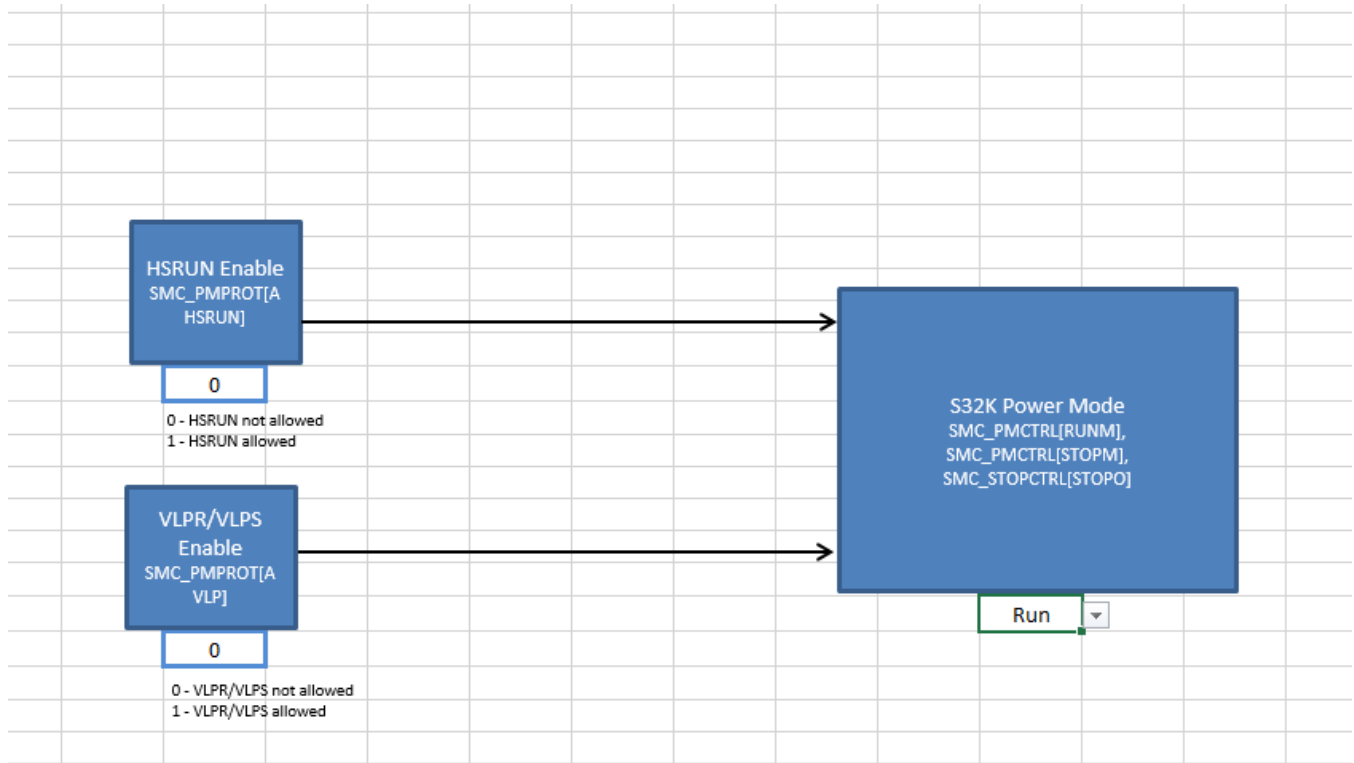 HSRUN Enable
SMC_PMPROT[A
HSRUN]
0
0 - HSRUN not allowed
1 - HSRUN allowed
VLPR/VLPS
Enable
SMC_PMPROT[A
VLP]
0
0 - VLPR/VLPS not allowed
1 - VLPR/VLPS allowed
S32K Power Mode
SMC_PMCTRL[RUNM],
SMC_PMCTRL[STOPM],
SMC_STOPCTRL[STOPO]
Run